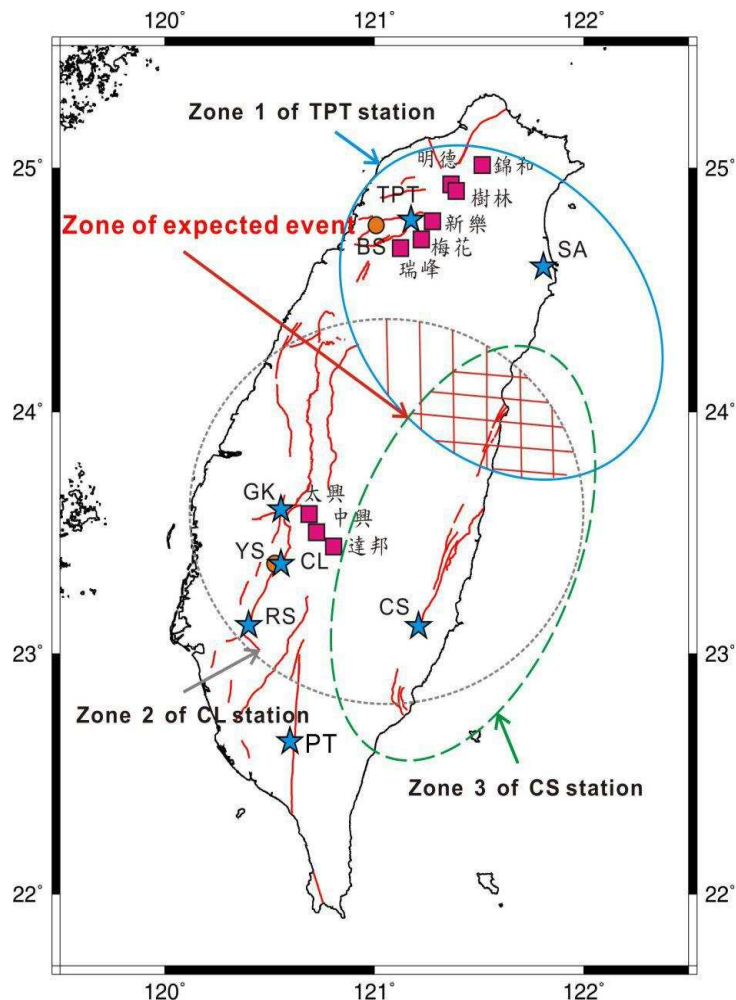 120° 121° 122°
Zone 1 of TPT station
25°
明德
錦和
TPT
樹林
Zone of expected event
新樂
BS
梅花
SA
瑞峰
24°
GK
太興
中興
YS
CL
達邦
RS
CS
23°
Zone 2 of CL station
PT
Zone 3 of CS station
22°
120° 121° 122°
25°
24°
23°
22°